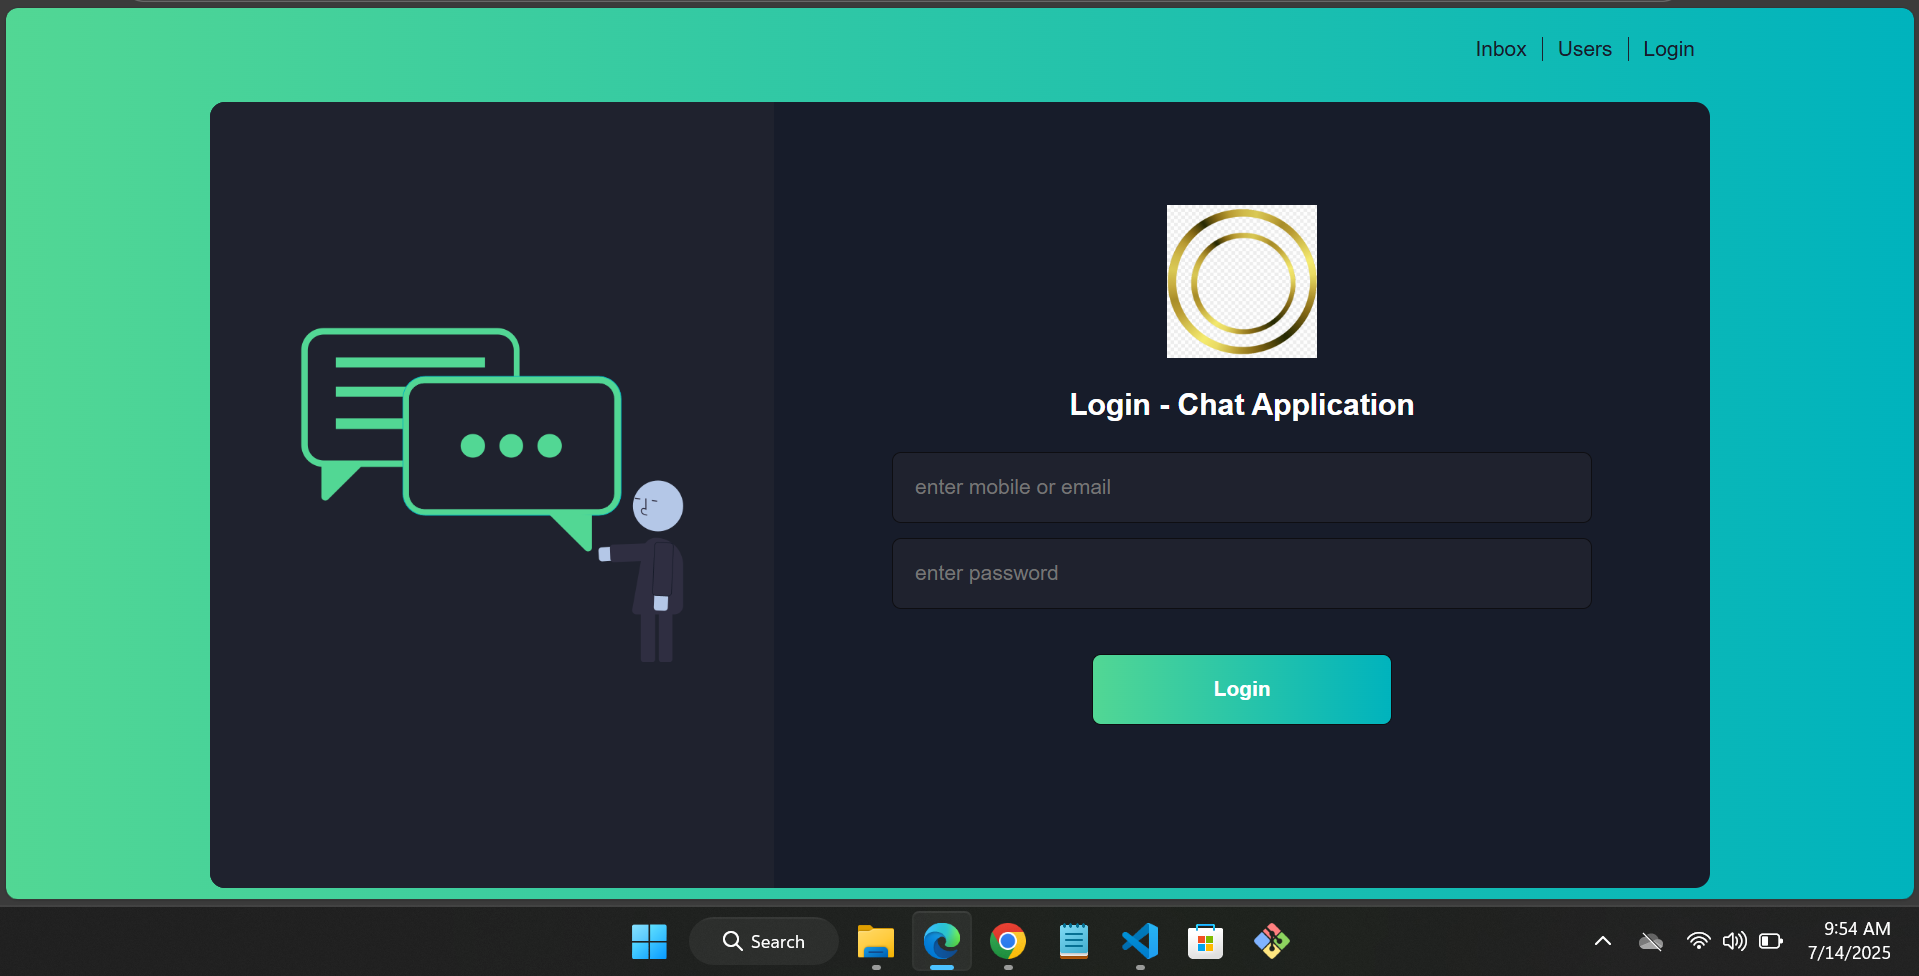 Inbox
Users
Login
Login - Chat Application
enter mobile or email
enter password
Login
Search
9:54 AM
7/14/2025